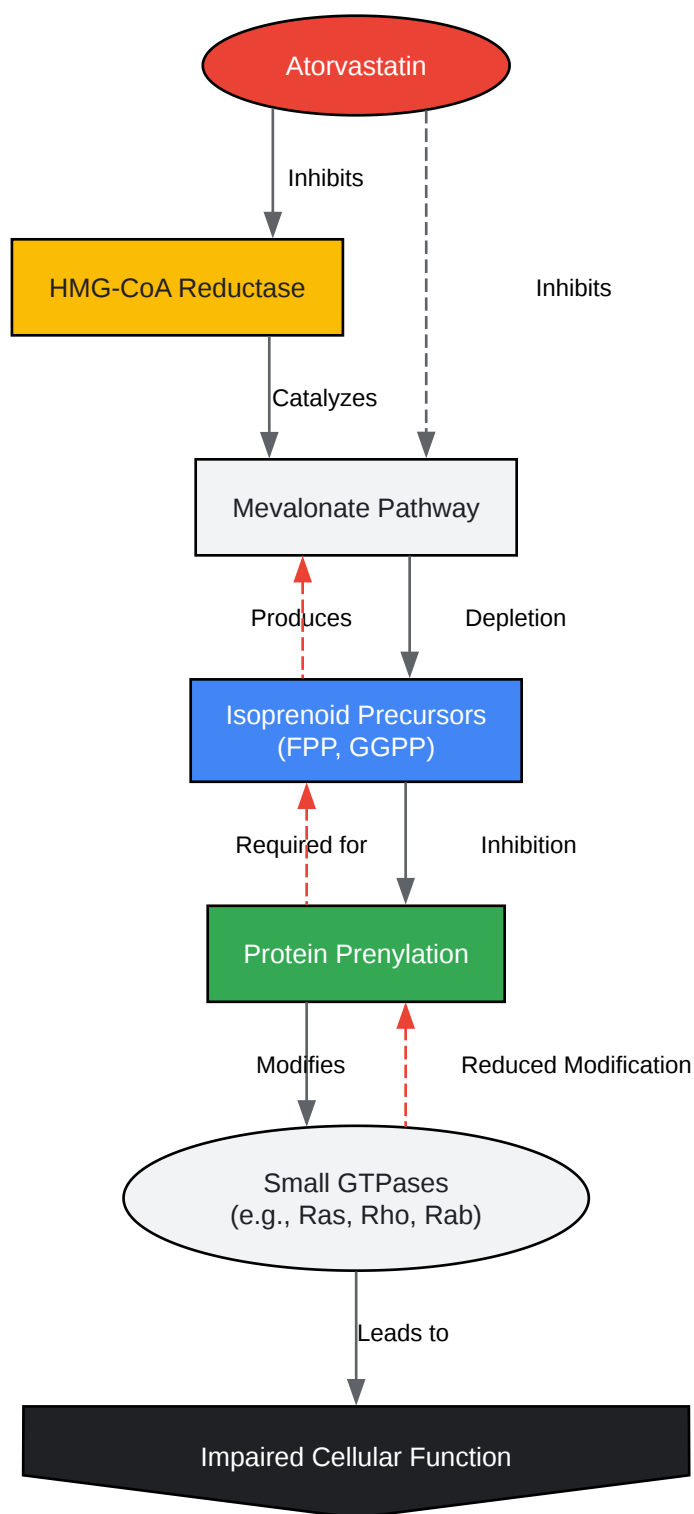 Atorvastatin
Inhibits
HMG-CoA Reductase
Inhibits
Catalyzes
Mevalonate Pathway
Produces
Depletion
Isoprenoid Precursors
(FPP, GGPP)
Required for
Inhibition
Protein Prenylation
Modifies
Reduced Modification
Small GTPases
(e.g., Ras, Rho, Rab)
Leads to
Impaired Cellular Function